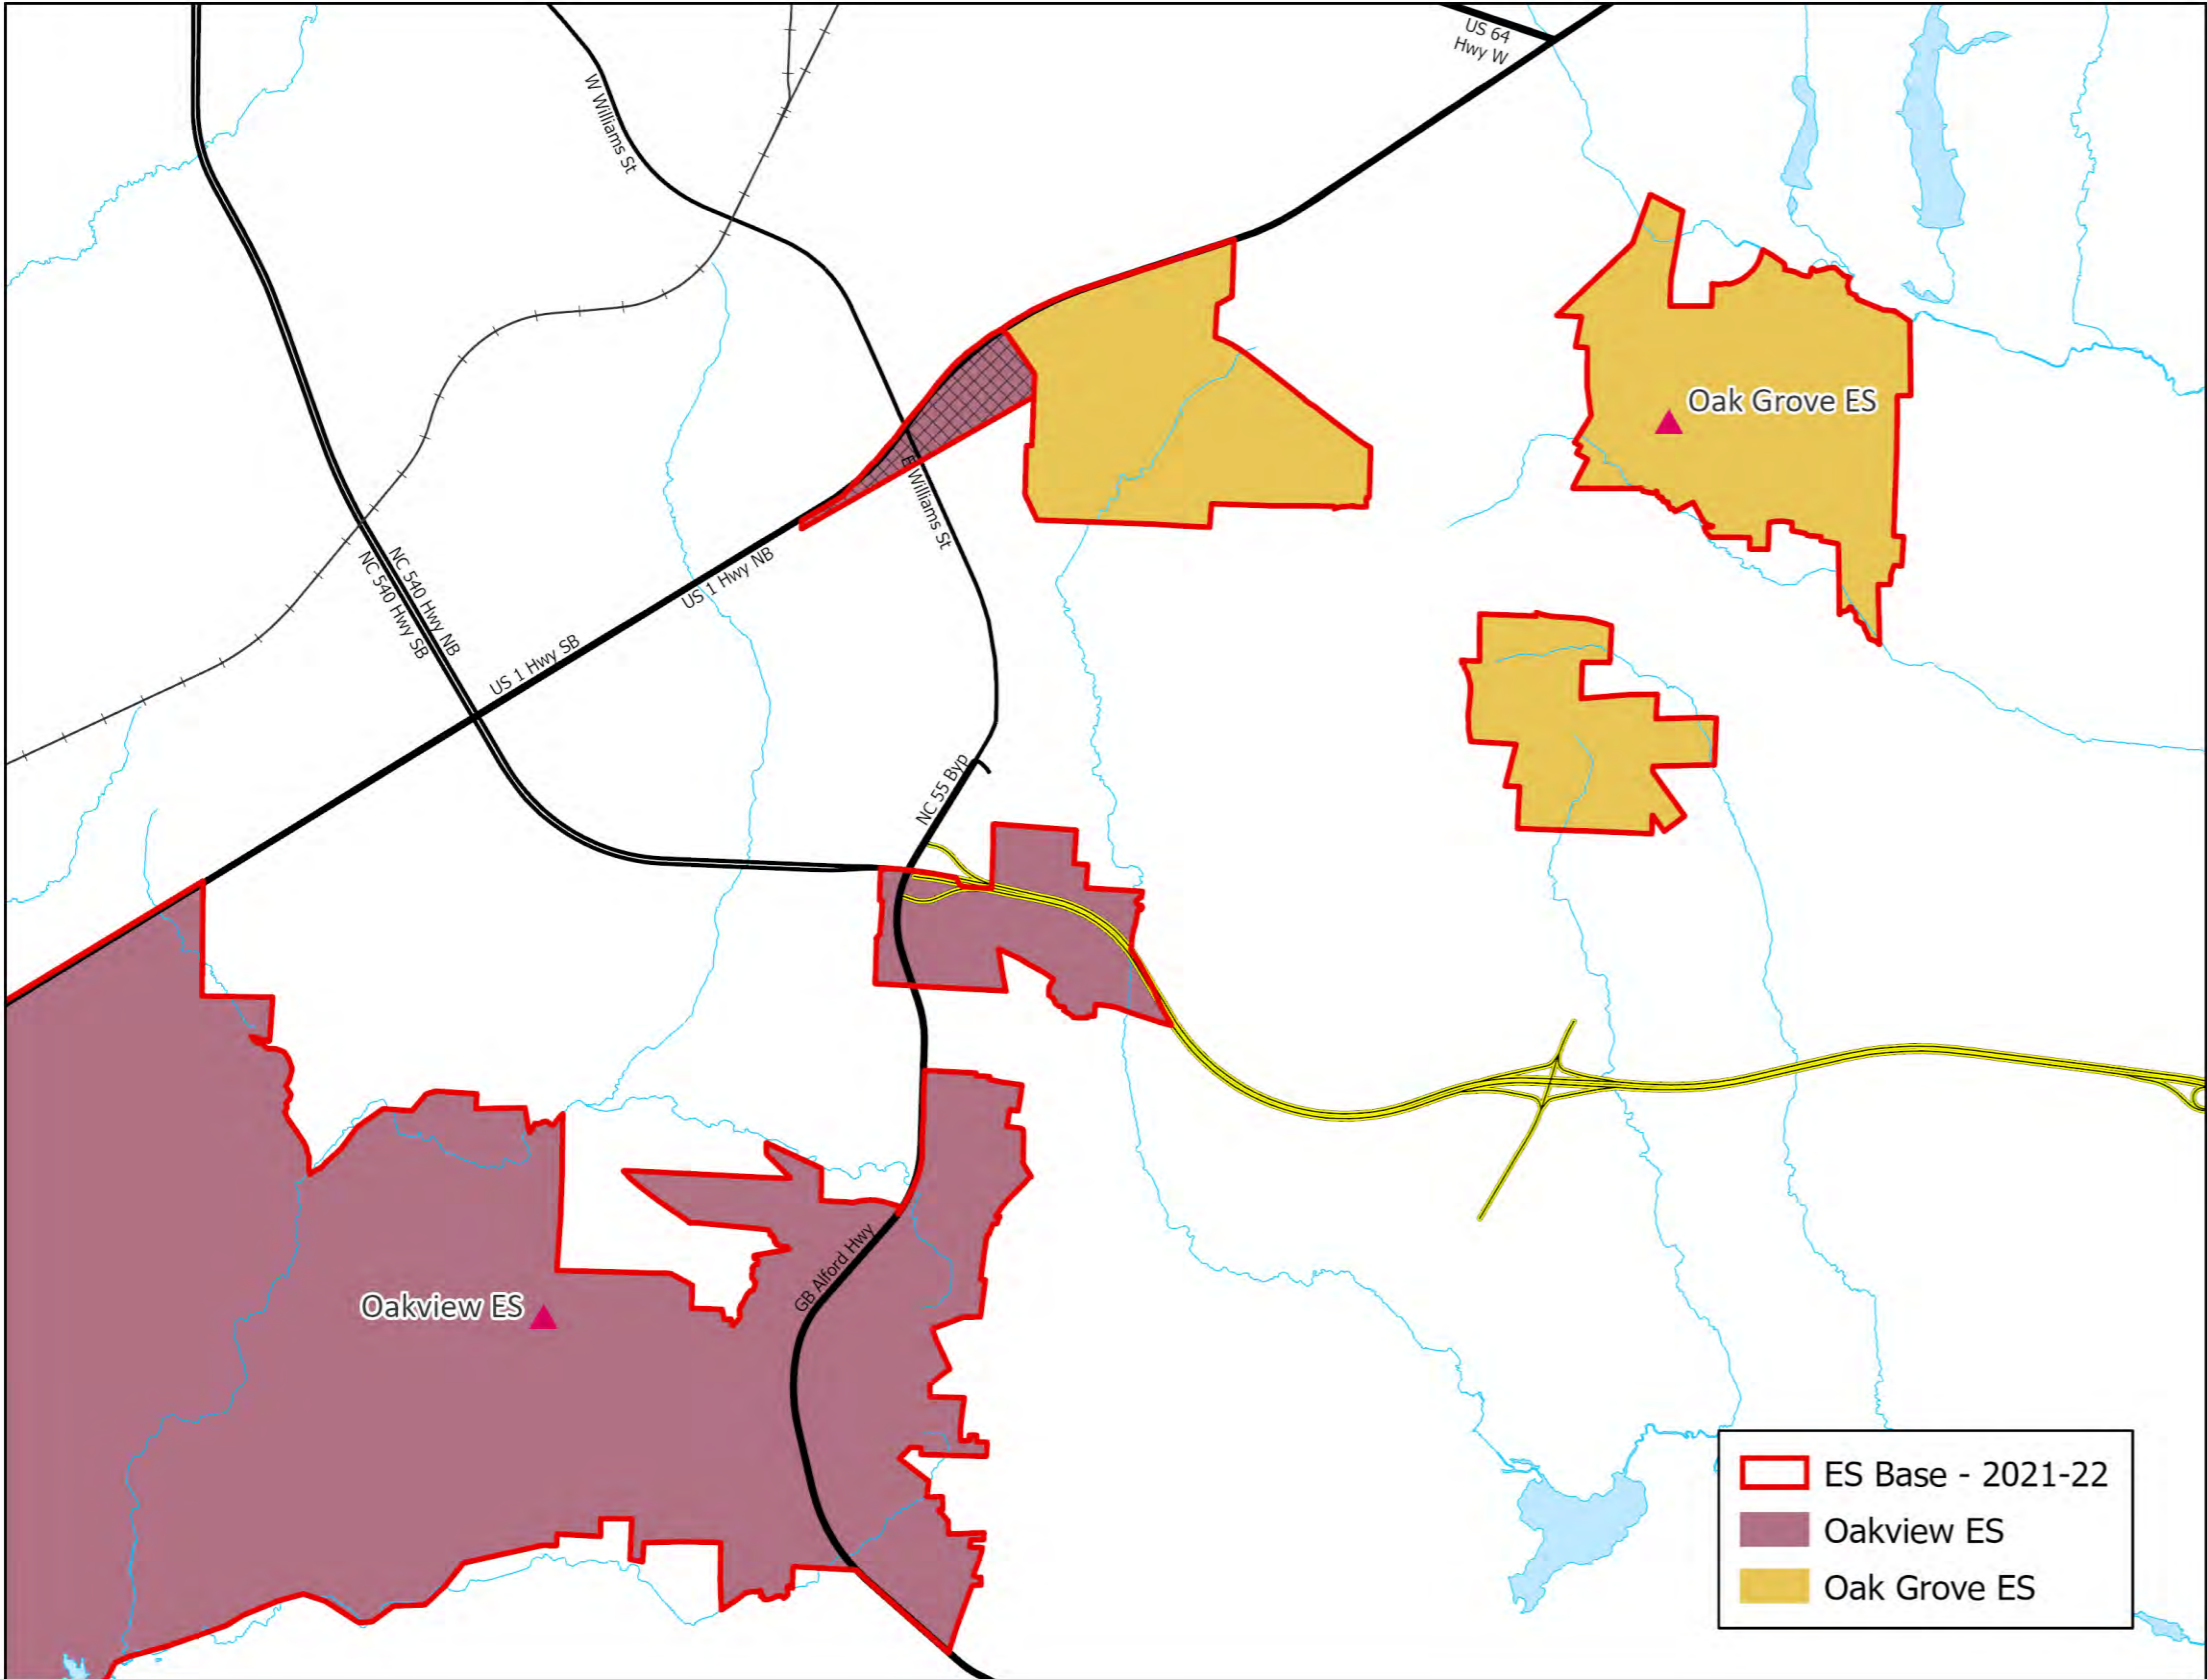 US 64
Hwy W
W Williams St
Oak Grove ES
E Williams St
NC 540 Hwy NB
NC 540 Hwy SB
US 1 Hwy NB
US 1 Hwy SB
NC 55 Byp
GB Alford Hwy
Oakview ES
ES Base - 2021-22
Oakview ES
Oak Grove ES